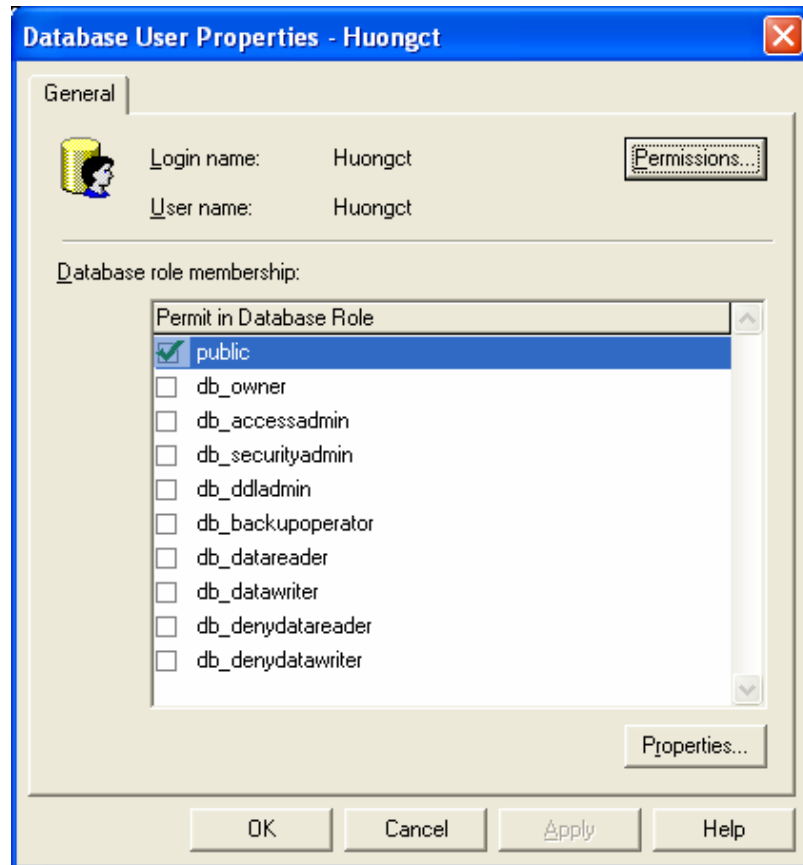 Database User Properties - Huongct
General
Login name: Huongct Permissions...
User name: Huongct
Database role membership:
Permit in Database Role
public
db_owner
db_accessadmin
db_securityadmin
db_ddladmin
db_backupoperator
db_datareader
db_datawriter
db_denydatareader
db_denydatawriter
Properties...
OK Cancel Apply Help